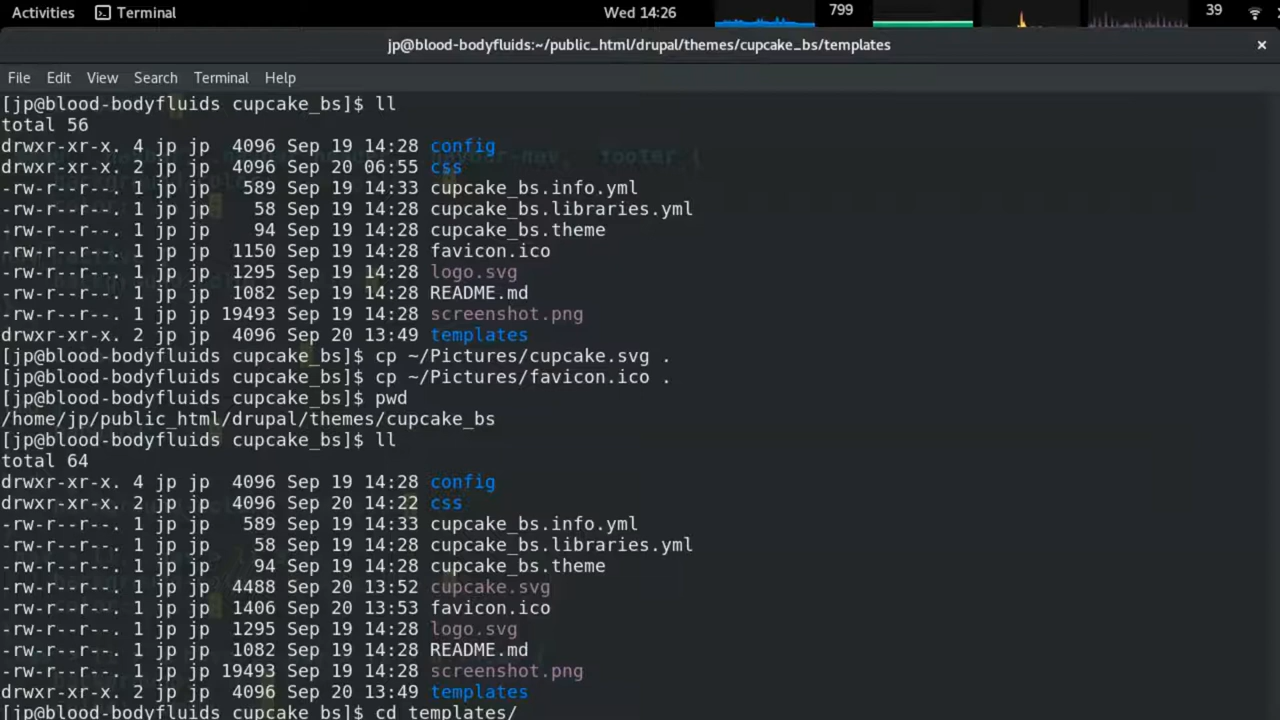 Activities Terminal Wed 14:26 799 39
jp@blood-bodyfluids:~/public_html/drupal/themes/cupcake_bs/templates ×
File Edit View Search Terminal Help
[jp@blood-bodyfluids cupcake_bs]$ ll
total 56
drwxr-xr-x. 4 jp jp  4096 Sep 19 14:28 config
drwxr-xr-x. 2 jp jp  4096 Sep 20 06:55 css
-rw-r--r--. 1 jp jp   589 Sep 19 14:33 cupcake_bs.info.yml
-rw-r--r--. 1 jp jp    58 Sep 19 14:28 cupcake_bs.libraries.yml
-rw-r--r--. 1 jp jp    94 Sep 19 14:28 cupcake_bs.theme
-rw-r--r--. 1 jp jp  1150 Sep 19 14:28 favicon.ico
-rw-r--r--. 1 jp jp  1295 Sep 19 14:28 logo.svg
-rw-r--r--. 1 jp jp  1082 Sep 19 14:28 README.md
-rw-r--r--. 1 jp jp 19493 Sep 19 14:28 screenshot.png
drwxr-xr-x. 2 jp jp  4096 Sep 20 13:49 templates
[jp@blood-bodyfluids cupcake_bs]$ cp ~/Pictures/cupcake.svg .
[jp@blood-bodyfluids cupcake_bs]$ cp ~/Pictures/favicon.ico .
[jp@blood-bodyfluids cupcake_bs]$ pwd
/home/jp/public_html/drupal/themes/cupcake_bs
[jp@blood-bodyfluids cupcake_bs]$ ll
total 64
drwxr-xr-x. 4 jp jp  4096 Sep 19 14:28 config
drwxr-xr-x. 2 jp jp  4096 Sep 20 14:22 css
-rw-r--r--. 1 jp jp   589 Sep 19 14:33 cupcake_bs.info.yml
-rw-r--r--. 1 jp jp    58 Sep 19 14:28 cupcake_bs.libraries.yml
-rw-r--r--. 1 jp jp    94 Sep 19 14:28 cupcake_bs.theme
-rw-r--r--. 1 jp jp  4488 Sep 20 13:52 cupcake.svg
-rw-r--r--. 1 jp jp  1406 Sep 20 13:53 favicon.ico
-rw-r--r--. 1 jp jp  1295 Sep 19 14:28 logo.svg
-rw-r--r--. 1 jp jp  1082 Sep 19 14:28 README.md
-rw-r--r--. 1 jp jp 19493 Sep 19 14:28 screenshot.png
drwxr-xr-x. 2 jp jp  4096 Sep 20 13:49 templates
[jp@blood-bodyfluids cupcake_bs]$ cd templates/